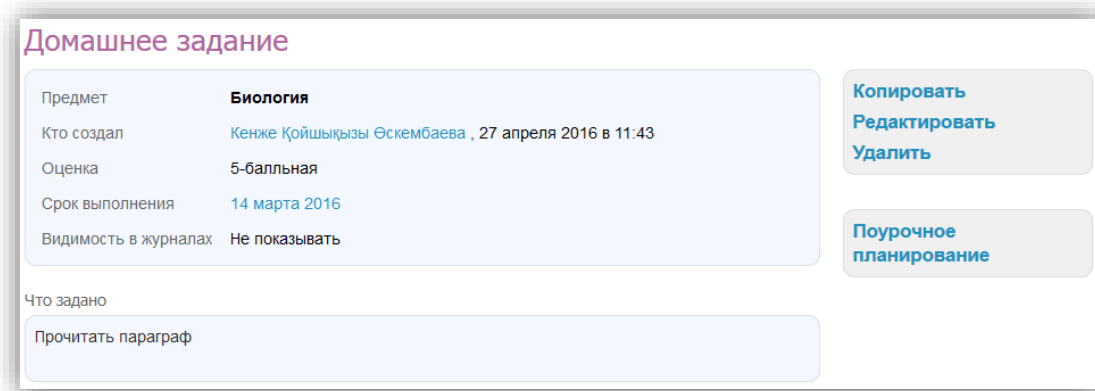 Домашнее задание
Предмет Биология
Кто создал Кенже Қойшықызы Өскембаева , 27 апреля 2016 в 11:43
Оценка 5-балльная
Срок выполнения 14 марта 2016
Видимость в журналах Не показывать
Что задано
Прочитать параграф
Копировать
Редактировать
Удалить
Поурочное
планирование